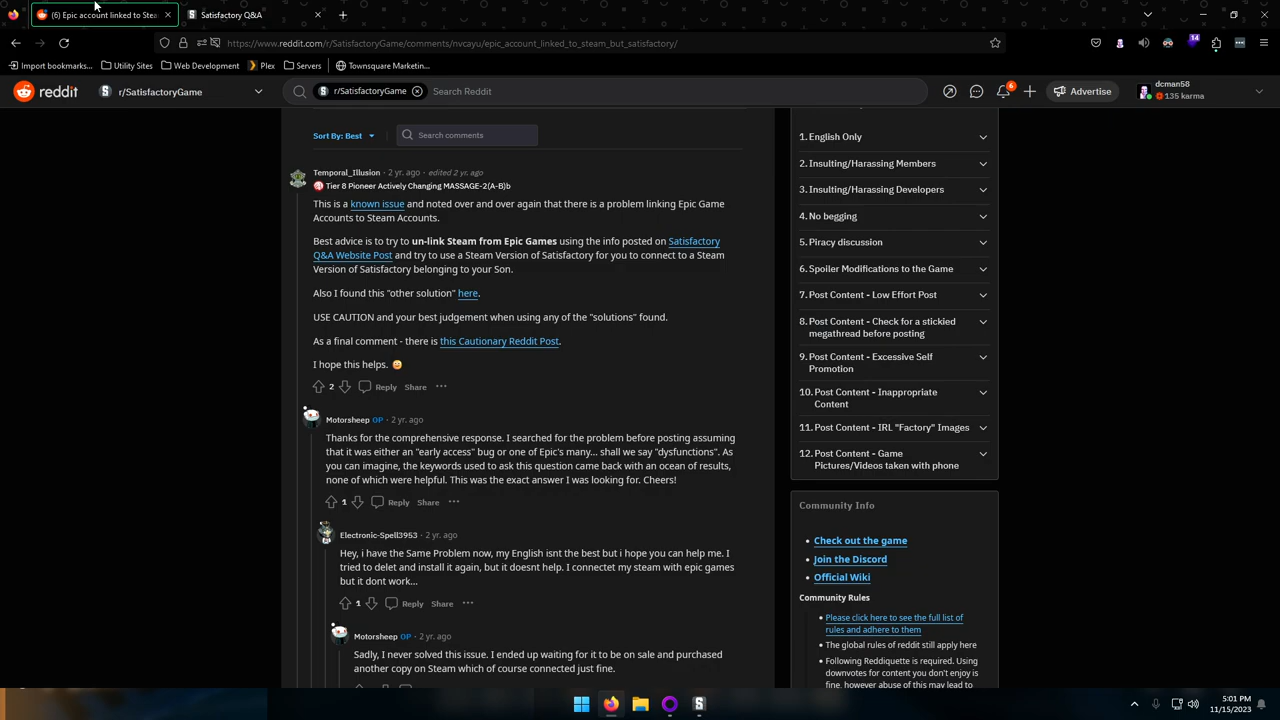 (6) Epic account linked to Stea
Satisfactory Q&A
https://www.reddit.com/r/SatisfactoryGame/comments/nvcayu/epic_account_linked_to_steam_but_satisfactory/
14
Import bookmarks...
Utility Sites
Web Development
Plex
Servers
Townsquare Marketin...
reddit
r/SatisfactoryGame
r/SatisfactoryGame
Search Reddit
6
Advertise
dcman58
135 karma
Sort By: Best
Search comments
Temporal_Illusion · 2 yr. ago · edited 2 yr. ago
Tier 8 Pioneer Actively Changing MASSAGE-2(A-B)b
This is a known issue and noted over and over again that there is a problem linking Epic Game
Accounts to Steam Accounts.
Best advice is to try to un-link Steam from Epic Games using the info posted on Satisfactory
Q&A Website Post and try to use a Steam Version of Satisfactory for you to connect to a Steam
Version of Satisfactory belonging to your Son.
Also I found this "other solution" here.
USE CAUTION and your best judgement when using any of the "solutions" found.
As a final comment - there is this Cautionary Reddit Post.
I hope this helps. 😀
2 Reply Share ···
Motorsheep OP · 2 yr. ago
Thanks for the comprehensive response. I searched for the problem before posting assuming
that it was either an "early access" bug or one of Epic's many... shall we say "dysfunctions". As
you can imagine, the keywords used to ask this question came back with an ocean of results,
none of which were helpful. This was the exact answer I was looking for. Cheers!
1 Reply Share ···
Electronic-Spell3953 · 2 yr. ago
Hey, i have the Same Problem now, my English isnt the best but i hope you can help me. I
tried to delet and install it again, but it doesnt help. I connectet my steam with epic games
but it dont work...
1 Reply Share ···
Motorsheep OP · 2 yr. ago
Sadly, I never solved this issue. I ended up waiting for it to be on sale and purchased
another copy on Steam which of course connected just fine.
1. English Only
2. Insulting/Harassing Members
3. Insulting/Harassing Developers
4. No begging
5. Piracy discussion
6. Spoiler Modifications to the Game
7. Post Content - Low Effort Post
8. Post Content - Check for a stickied
megathread before posting
9. Post Content - Excessive Self
Promotion
10. Post Content - Inappropriate
Content
11. Post Content - IRL "Factory" Images
12. Post Content - Game
Pictures/Videos taken with phone
Community Info
• Check out the game
• Join the Discord
• Official Wiki
Community Rules
• Please click here to see the full list of
rules and adhere to them
• The global rules of reddit still apply here
• Following Reddiquette is required. Using
downvotes for content you don't enjoy is
fine, however abuse of this may lead to
5:01 PM
11/15/2023